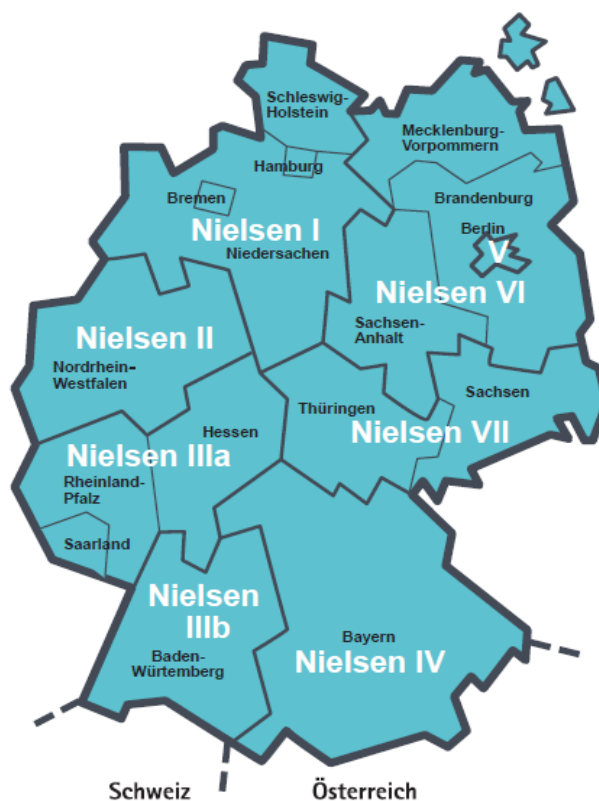 Schleswig-
Holstein
Mecklenburg-
Vorpommern
Hamburg
Bremen
Brandenburg
Berlin
Nielsen I
V
Niedersachen
Nielsen VI
Nielsen II
Sachsen-
Anhalt
Nordrhein-
Westfalen
Sachsen
Thüringen
Hessen
Nielsen VII
Nielsen IIIa
Rheinland-
Pfalz
Saarland
Nielsen
IIIb
Bayern
Nielsen IV
Baden-
Würtemberg
Schweiz
Österreich